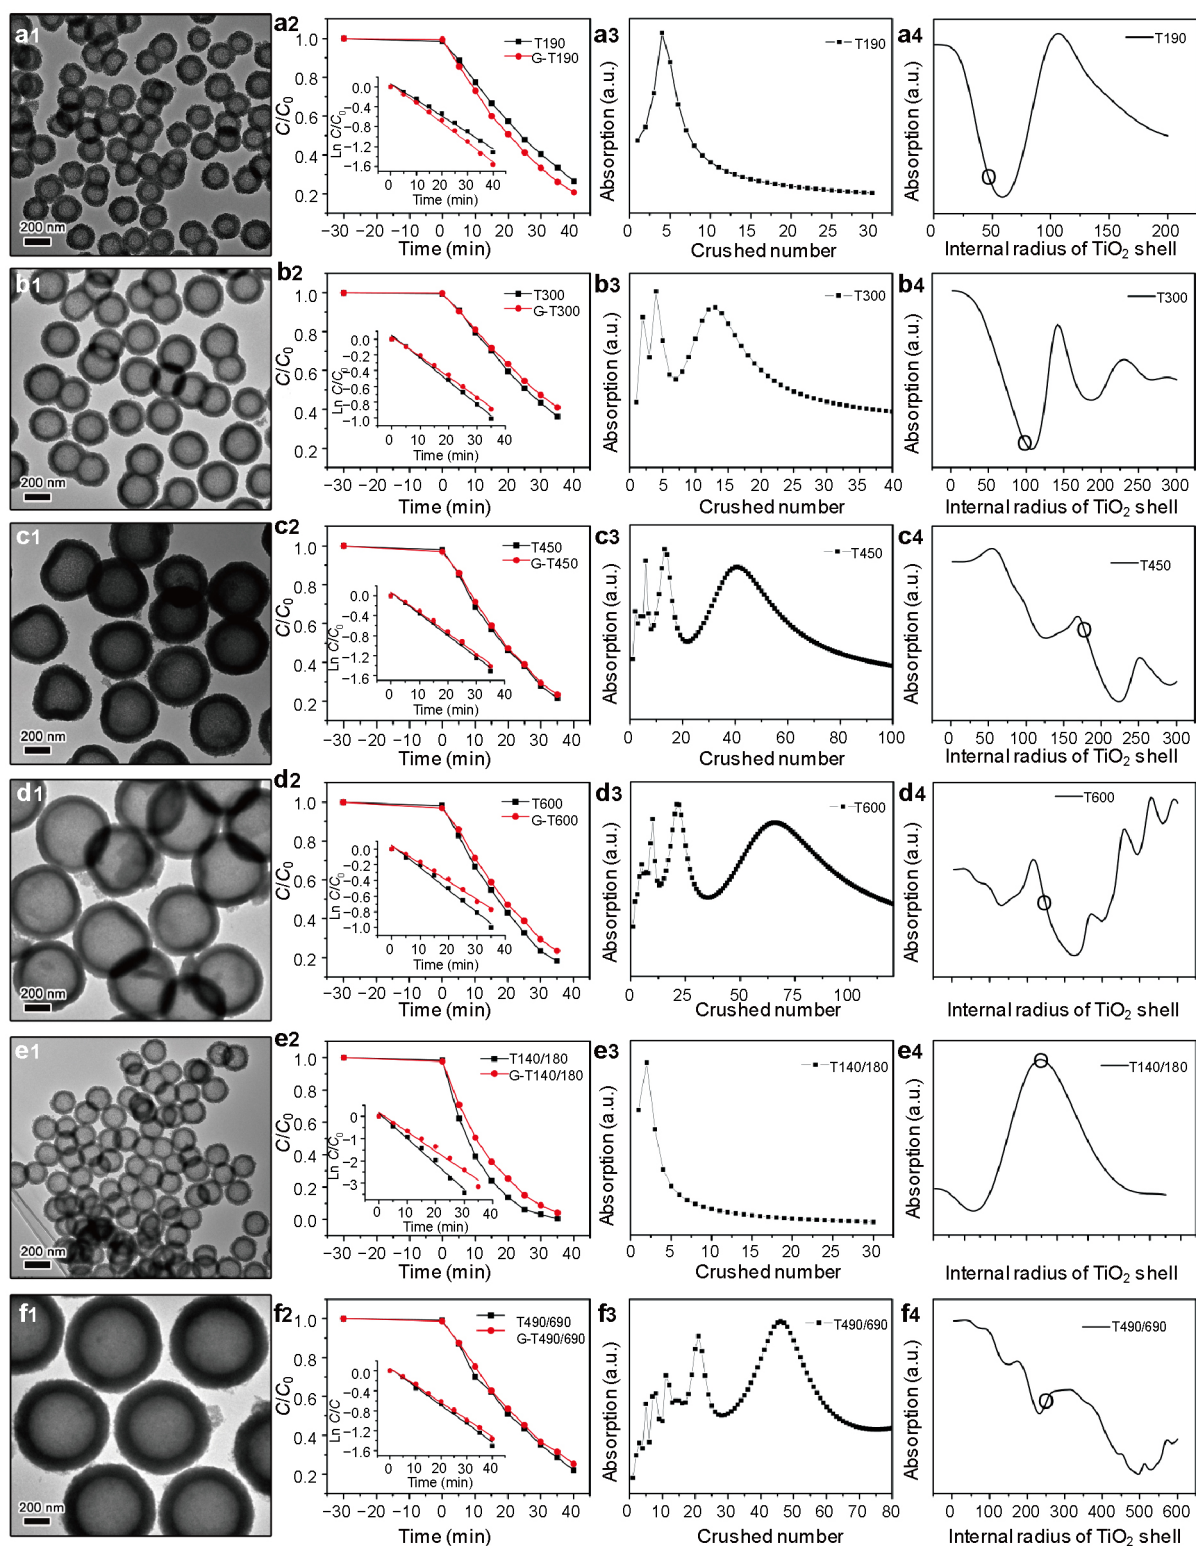 a1
200 nm
a2
T190
G-T190
C/C0
1.0
0.8
0.6
0.4
0.2
Ln C/C0
0.0
−0.4
−0.8
−1.2
−1.6
0 10 20 30 40
Time (min)
−30 −20 −10 0 10 20 30 40
Time (min)
a3
T190
Absorption (a.u.)
0 5 10 15 20 25 30
Crushed number
a4
T190
Absorption (a.u.)
0 50 100 150 200
Internal radius of TiO2 shell
b1
200 nm
b2
T300
G-T300
C/C0
1.0
0.8
0.6
0.4
0.2
Ln C/C0
0.0
−0.2
−0.4
−0.6
−0.8
−1.0
0 10 20 30 40
Time (min)
−30 −20 −10 0 10 20 30 40
Time (min)
b3
T300
Absorption (a.u.)
0 5 10 15 20 25 30 35 40
Crushed number
b4
T300
Absorption (a.u.)
0 50 100 150 200 250 300
Internal radius of TiO2 shell
c1
200 nm
c2
T450
G-T450
C/C0
1.0
0.8
0.6
0.4
0.2
Ln C/C0
0.0
−0.4
−0.8
−1.2
−1.6
0 10 20 30 40
Time (min)
−30 −20 −10 0 10 20 30 40
Time (min)
c3
T450
Absorption (a.u.)
0 20 40 60 80 100
Crushed number
c4
T450
Absorption (a.u.)
0 50 100 150 200 250 300
Internal radius of TiO2 shell
d1
200 nm
d2
T600
G-T600
C/C0
1.0
0.8
0.6
0.4
0.2
Ln C/C0
0.0
−0.2
−0.4
−0.6
−0.8
−1.0
0 10 20 30 40
Time (min)
−30 −20 −10 0 10 20 30 40
Time (min)
d3
T600
Absorption (a.u.)
0 25 50 75 100
Crushed number
d4
T600
Absorption (a.u.)
Internal radius of TiO2 shell
e1
200 nm
e2
T140/180
G-T140/180
C/C0
1.0
0.8
0.6
0.4
0.2
0.0
Ln C/C0
0
−1
−2
−3
0 10 20 30 40
Time (min)
−30 −20 −10 0 10 20 30 40
Time (min)
e3
T140/180
Absorption (a.u.)
0 5 10 15 20 25 30
Crushed number
e4
T140/180
Absorption (a.u.)
0 100 200 300 400 500 600
Internal radius of TiO2 shell
f1
200 nm
f2
T490/690
G-T490/690
C/C0
1.0
0.8
0.6
0.4
0.2
Ln C/C
0.0
−0.4
−0.8
−1.2
−1.6
0 10 20 30 40
Time (min)
−30 −20 −10 0 10 20 30 40
Time (min)
f3
T490/690
Absorption (a.u.)
0 10 20 30 40 50 60 70 80
Crushed number
f4
T490/690
Absorption (a.u.)
0 100 200 300 400 500 600
Internal radius of TiO2 shell